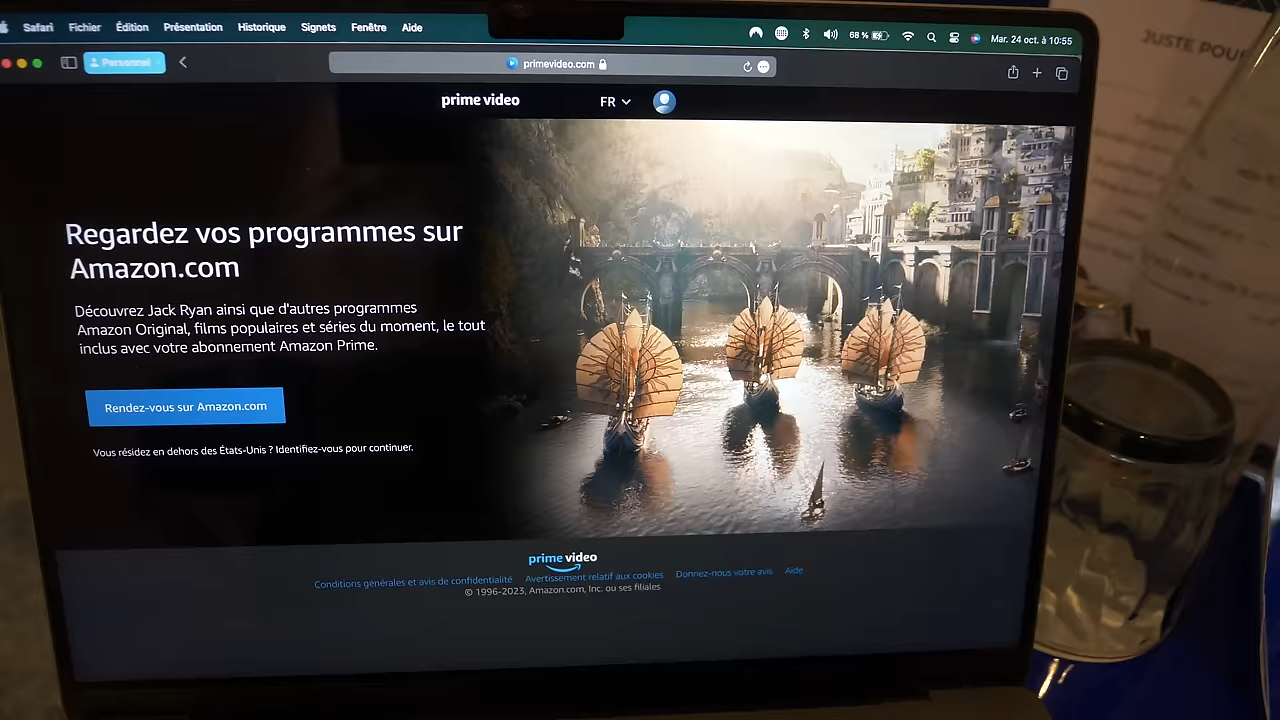 Safari Fichier Édition Présentation Historique Signets Fenêtre Aide
68 % Mar. 24 oct. à 10:55
Personnel
primevideo.com
prime video FR
Regardez vos programmes sur
Amazon.com
Découvrez Jack Ryan ainsi que d'autres programmes
Amazon Original, films populaires et séries du moment, le tout
inclus avec votre abonnement Amazon Prime.
Rendez-vous sur Amazon.com
Vous résidez en dehors des États-Unis ? Identifiez-vous pour continuer.
prime video
Conditions générales et avis de confidentialité Avertissement relatif aux cookies Donnez-nous votre avis Aide
© 1996-2023, Amazon.com, Inc. ou ses filiales
JUSTE POUR